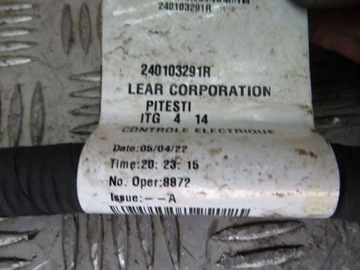 240103291R
240103291R
LEAR CORPORATION
PITESTI
ITG 4 14
CONTROLE ELECTRIQUE
Date:05/04/22
Time:20: 23: 15
No. Oper:8872
Issue:--A